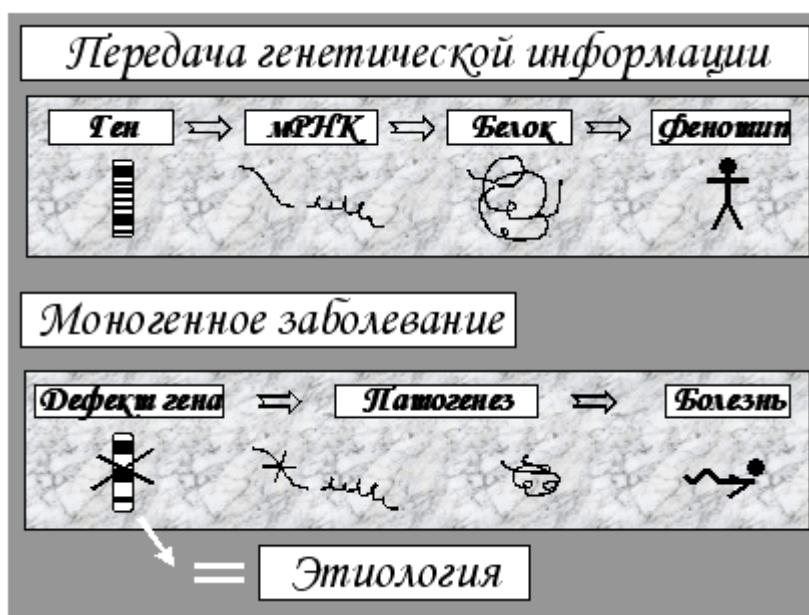 Передача генетической информации
Ген
мРНК
Белок
Фенотип
Моногенное заболевание
Дефект гена
Патогенез
Болезнь
= Этиология